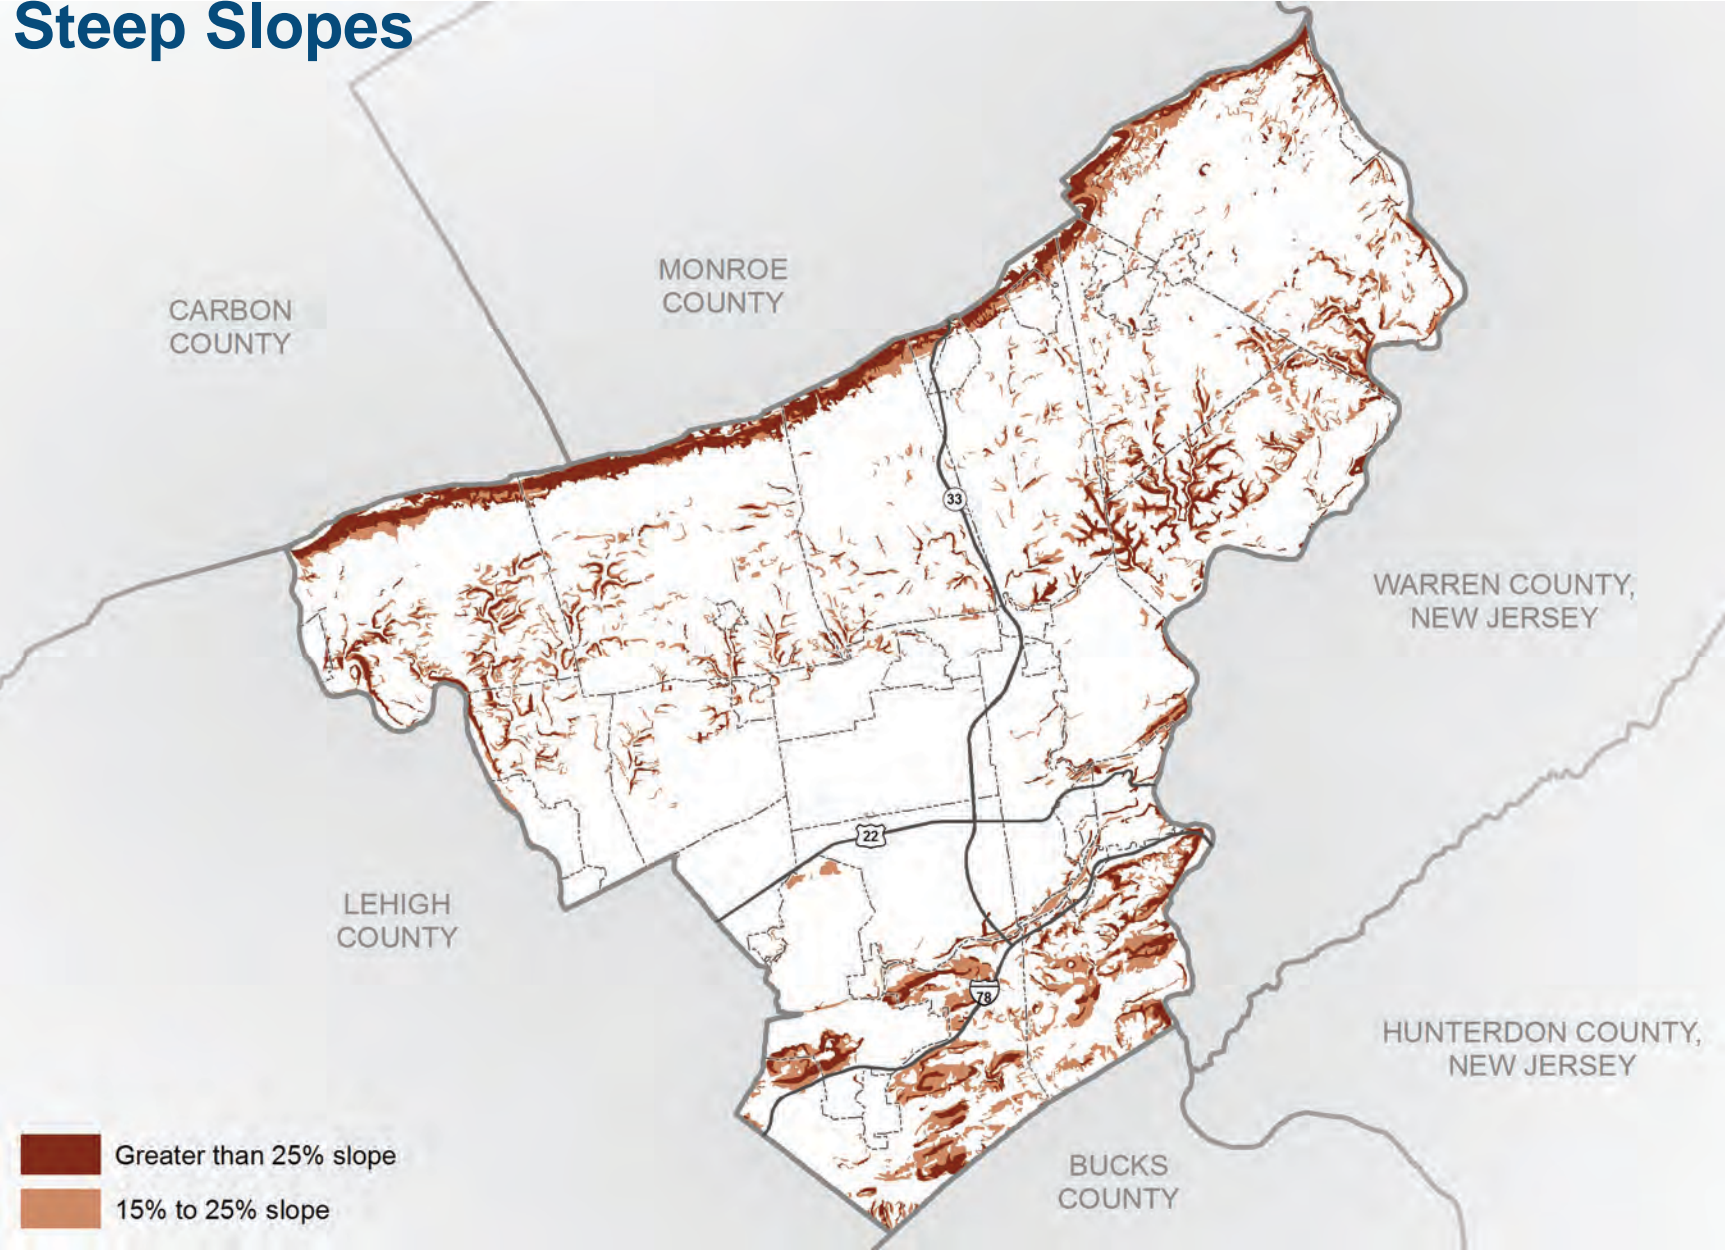 Steep Slopes
MONROE
COUNTY
CARBON
COUNTY
33
WARREN COUNTY,
NEW JERSEY
22
LEHIGH
COUNTY
78
HUNTERDON COUNTY,
NEW JERSEY
BUCKS
COUNTY
Greater than 25% slope
15% to 25% slope